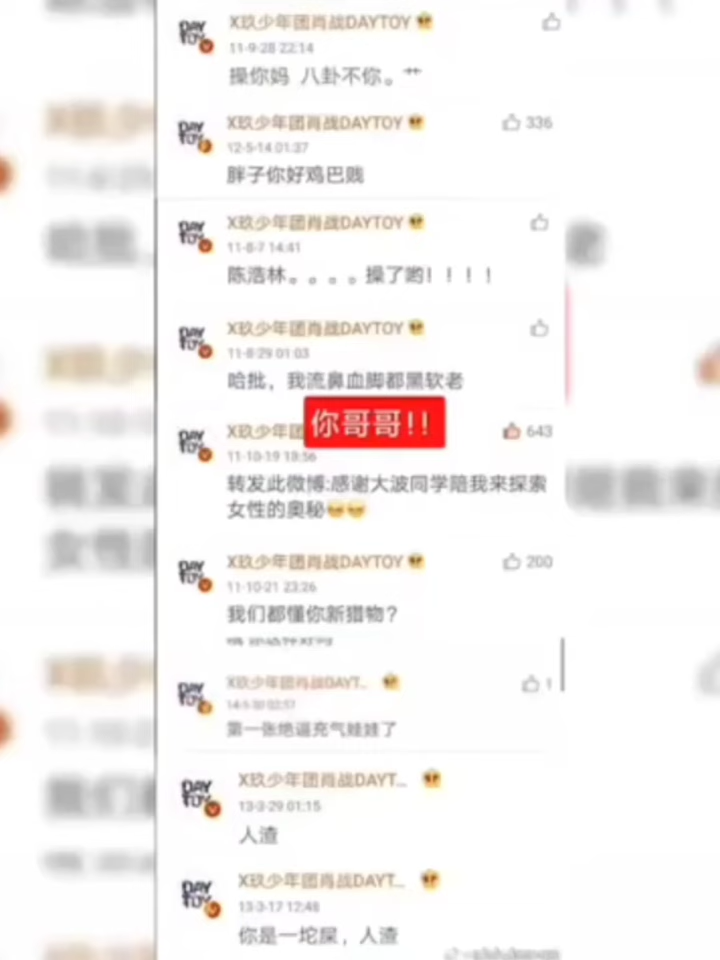 X玖少年团肖战DAYTOY
11-9-28 22:14
操你妈 八卦不你。艹
X玖少年团肖战DAYTOY
336
12-5-14 01:37
胖子你好鸡巴贱
X玖少年团肖战DAYTOY
11-8-7 14:41
陈浩林。。。。操了哟！！！！
X玖少年团肖战DAYTOY
11-8-29 01:03
哈批，我流鼻血脚都黑软老
X玖少年团
你哥哥!!
643
11-10-19 18:56
转发此微博:感谢大波同学陪我来探索
女性的奥秘
X玖少年团肖战DAYTOY
200
11-10-21 23:26
我们都懂你新猎物？
X玖少年团肖战DAYT...
1
第一张绝逼充气娃娃了
X玖少年团肖战DAYT...
13-3-29 01:15
人渣
X玖少年团肖战DAYT...
13-3-17 12:48
你是一坨屎，人渣